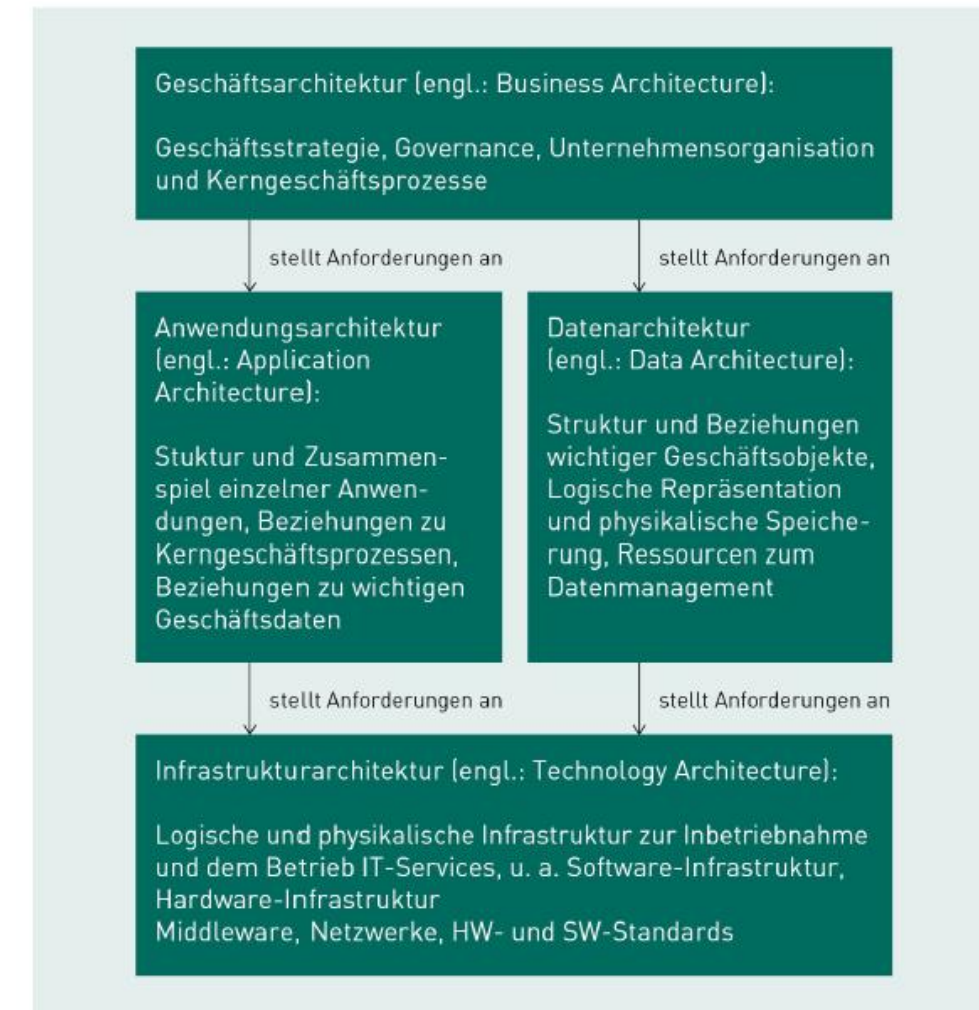 Geschäftsarchitektur (engl.: Business Architecture):
Geschäftsstrategie, Governance, Unternehmensorganisation
und Kerngeschäftsprozesse
stellt Anforderungen an
stellt Anforderungen an
Anwendungsarchitektur
(engl.: Application
Architecture):
Stuktur und Zusammen-
spiel einzelner Anwen-
dungen, Beziehungen zu
Kerngeschäftsprozessen,
Beziehungen zu wichtigen
Geschäftsdaten
Datenarchitektur
(engl.: Data Architecture):
Struktur und Beziehungen
wichtiger Geschäftsobjekte,
Logische Repräsentation
und physikalische Speiche-
rung, Ressourcen zum
Datenmanagement
stellt Anforderungen an
stellt Anforderungen an
Infrastrukturarchitektur (engl.: Technology Architecture):
Logische und physikalische Infrastruktur zur Inbetriebnahme
und dem Betrieb IT-Services, u. a. Software-Infrastruktur,
Hardware-Infrastruktur
Middleware, Netzwerke, HW- und SW-Standards